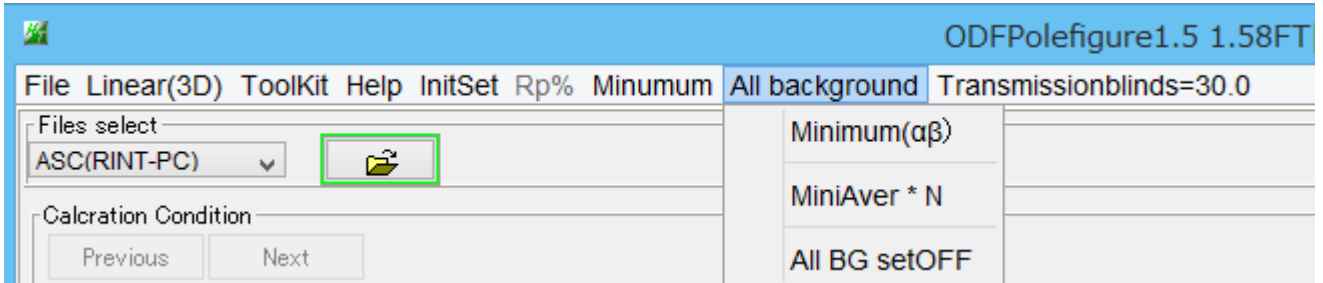 ODFPolefigure1.5 1.58FT
File Linear(3D) ToolKit Help InitSet Rp% Minumum All background Transmissionblinds=30.0
Files select
ASC(RINT-PC)
Calcration Condition
Previous Next
Minimum(αβ)
MiniAver * N
All BG setOFF